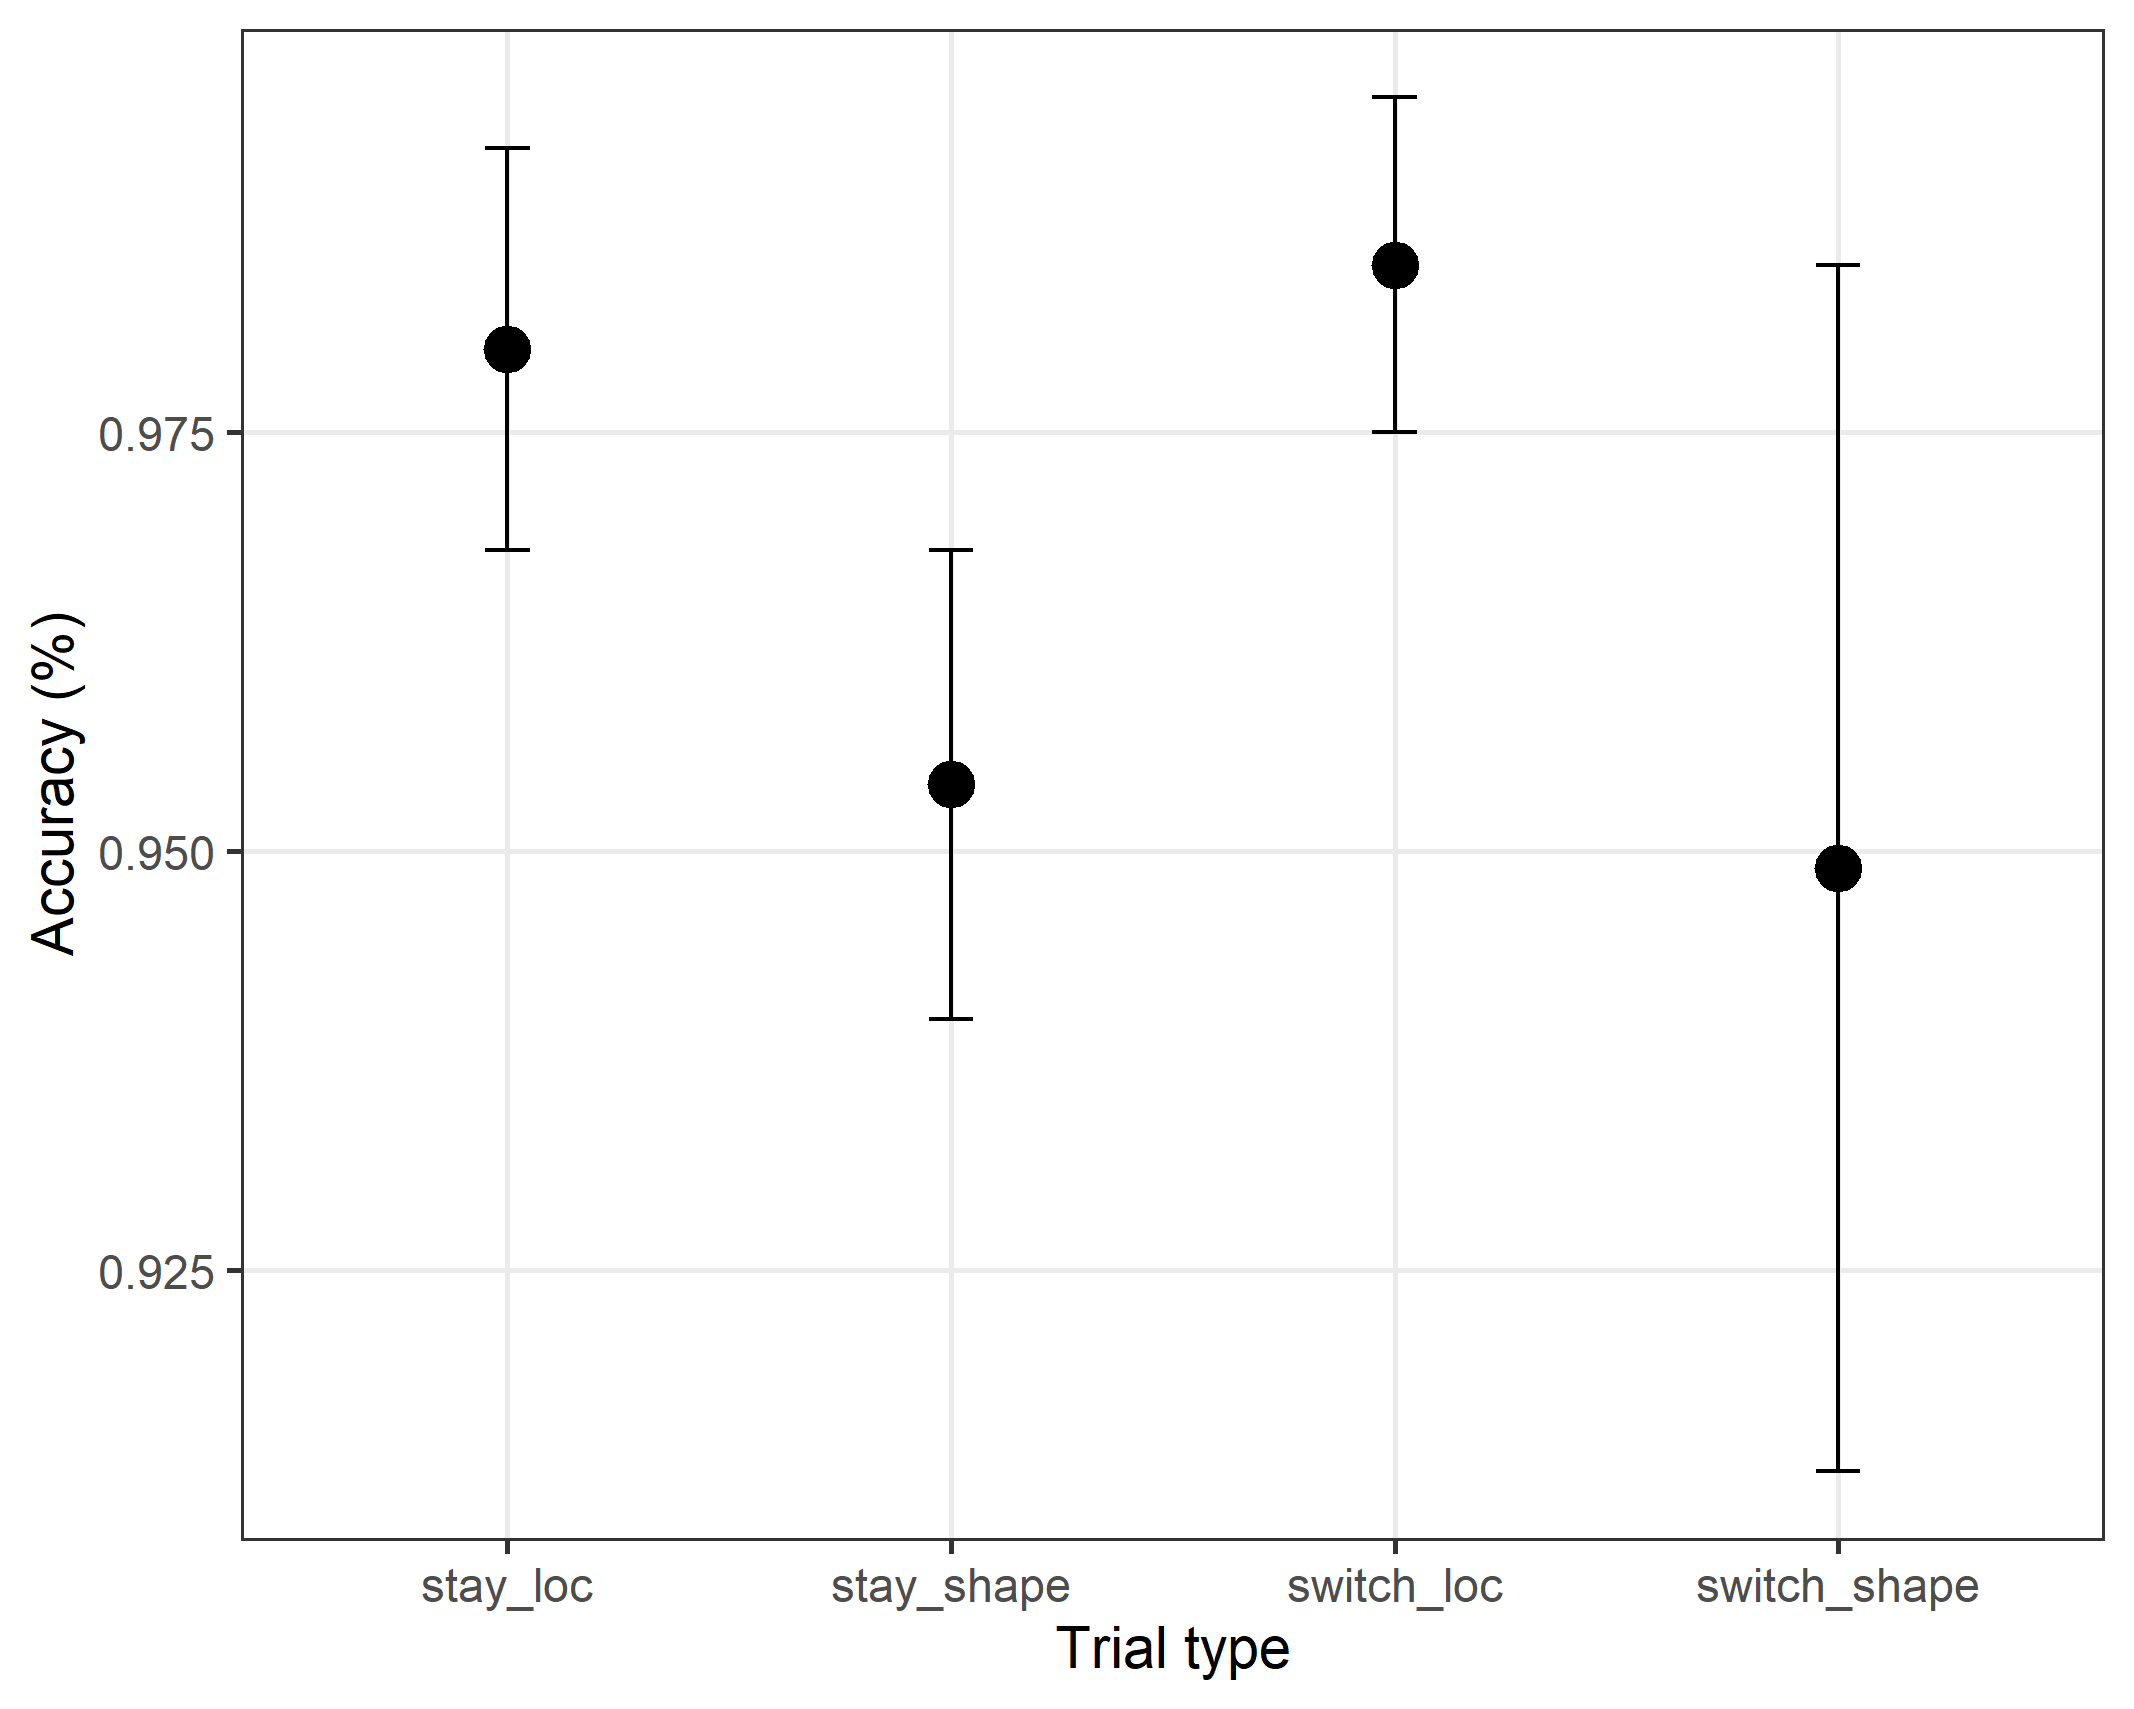 Accuracy (%)
0.975
0.950
0.925
stay_loc stay_shape switch_loc switch_shape
Trial type